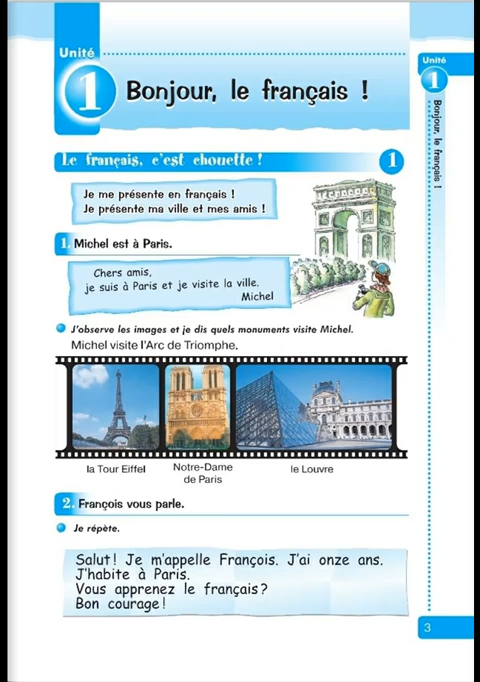 Unité
1
Bonjour, le français !
Unité
1
Bonjour, le français !
Le français, c'est chouette !
1
Je me présente en français !
Je présente ma ville et mes amis !
1. Michel est à Paris.
Chers amis,
je suis à Paris et je visite la ville.
Michel
J'observe les images et je dis quels monuments visite Michel.
Michel visite l'Arc de Triomphe.
la Tour Eiffel
Notre-Dame
de Paris
le Louvre
2. François vous parle.
Je répète.
Salut! Je m'appelle François. J'ai onze ans.
J'habite à Paris.
Vous apprenez le français?
Bon courage!
3